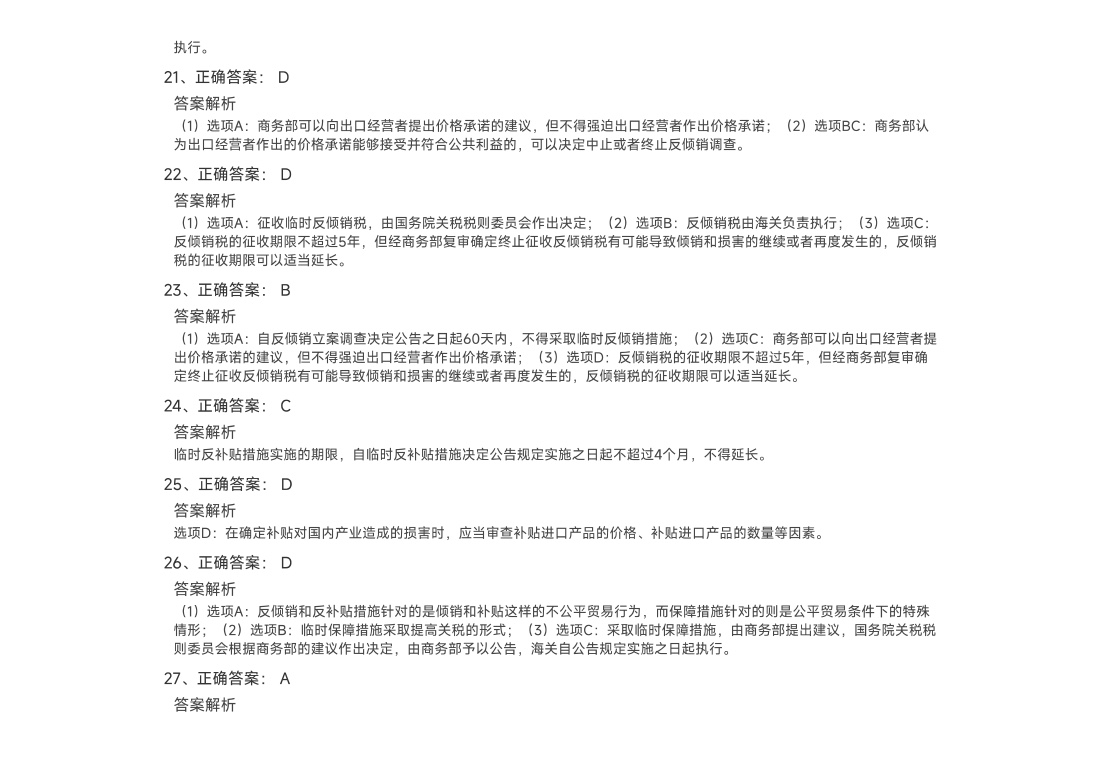 执行。
21、正确答案： D
答案解析
（1）选项A：商务部可以向出口经营者提出价格承诺的建议，但不得强迫出口经营者作出价格承诺；（2）选项BC：商务部认
为出口经营者作出的价格承诺能够接受并符合公共利益的，可以决定中止或者终止反倾销调查。
22、正确答案： D
答案解析
（1）选项A：征收临时反倾销税，由国务院关税税则委员会作出决定；（2）选项B：反倾销税由海关负责执行；（3）选项C：
反倾销税的征收期限不超过5年，但经商务部复审确定终止征收反倾销税有可能导致倾销和损害的继续或者再度发生的，反倾销
税的征收期限可以适当延长。
23、正确答案： B
答案解析
（1）选项A：自反倾销立案调查决定公告之日起60天内，不得采取临时反倾销措施；（2）选项C：商务部可以向出口经营者提
出价格承诺的建议，但不得强迫出口经营者作出价格承诺；（3）选项D：反倾销税的征收期限不超过5年，但经商务部复审确
定终止征收反倾销税有可能导致倾销和损害的继续或者再度发生的，反倾销税的征收期限可以适当延长。
24、正确答案： C
答案解析
临时反补贴措施实施的期限，自临时反补贴措施决定公告规定实施之日起不超过4个月，不得延长。
25、正确答案： D
答案解析
选项D：在确定补贴对国内产业造成的损害时，应当审查补贴进口产品的价格、补贴进口产品的数量等因素。
26、正确答案： D
答案解析
（1）选项A：反倾销和反补贴措施针对的是倾销和补贴这样的不公平贸易行为，而保障措施针对的则是公平贸易条件下的特殊
情形；（2）选项B：临时保障措施采取提高关税的形式；（3）选项C：采取临时保障措施，由商务部提出建议，国务院关税税
则委员会根据商务部的建议作出决定，由商务部予以公告，海关自公告规定实施之日起执行。
27、正确答案： A
答案解析